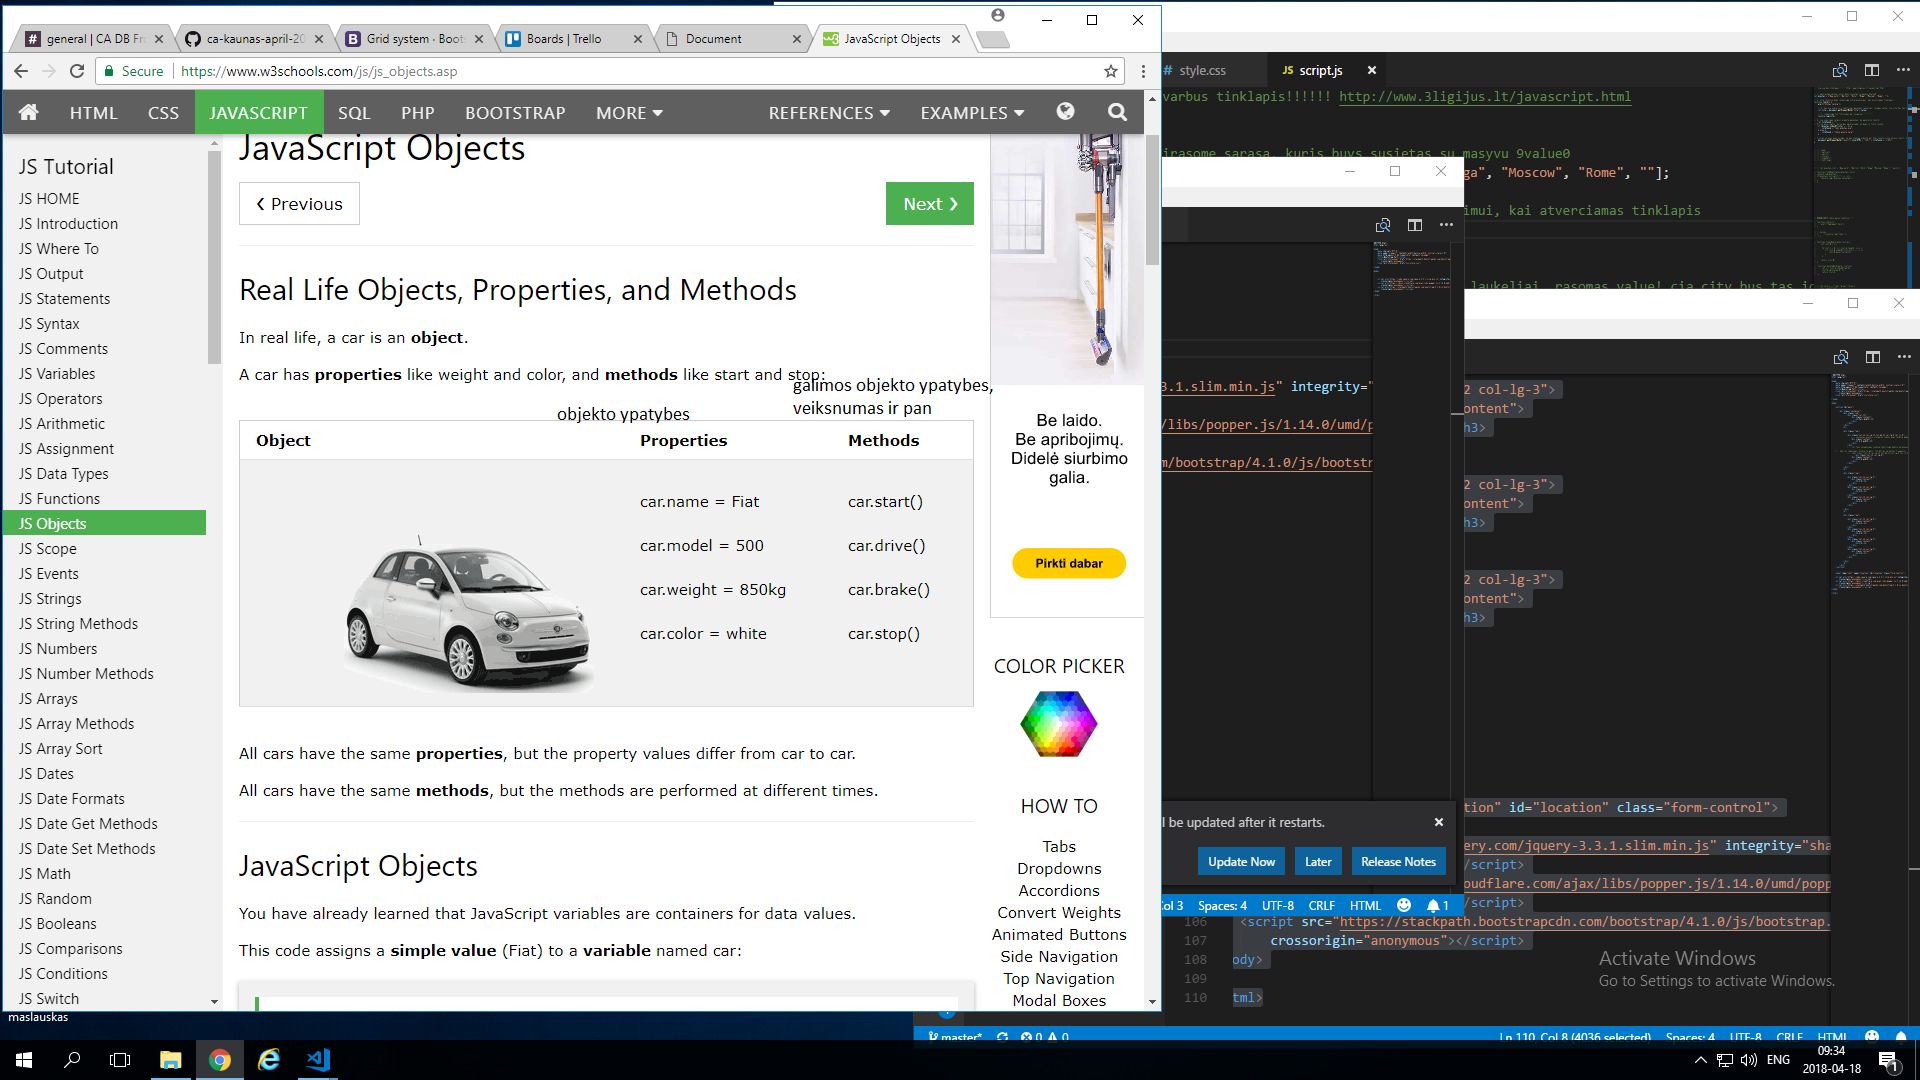 general | CA DB Fro
ca-kaunas-april-20
Grid system · Boots
Boards | Trello
Document
JavaScript Objects
Secure
https://www.w3schools.com/js/js_objects.asp
HTML
CSS
JAVASCRIPT
SQL
PHP
BOOTSTRAP
MORE
REFERENCES
EXAMPLES
JS Tutorial
JS HOME
JS Introduction
JS Where To
JS Output
JS Statements
JS Syntax
JS Comments
JS Variables
JS Operators
JS Arithmetic
JS Assignment
JS Data Types
JS Functions
JS Objects
JS Scope
JS Events
JS Strings
JS String Methods
JS Numbers
JS Number Methods
JS Arrays
JS Array Methods
JS Array Sort
JS Dates
JS Date Formats
JS Date Get Methods
JS Date Set Methods
JS Math
JS Random
JS Booleans
JS Comparisons
JS Conditions
JS Switch
JavaScript Objects
❮ Previous
Next ❯
Real Life Objects, Properties, and Methods
In real life, a car is an object.
A car has properties like weight and color, and methods like start and stop:
galimos objekto ypatybes,
veiksnumas ir pan
objekto ypatybes
Object Properties Methods
car.name = Fiat car.start()
car.model = 500 car.drive()
car.weight = 850kg car.brake()
car.color = white car.stop()
All cars have the same properties, but the property values differ from car to car.
All cars have the same methods, but the methods are performed at different times.
JavaScript Objects
You have already learned that JavaScript variables are containers for data values.
This code assigns a simple value (Fiat) to a variable named car:
Be laido.
Be apribojimų.
Didelė siurbimo
galia.
Pirkti dabar
COLOR PICKER
HOW TO
Tabs
Dropdowns
Accordions
Convert Weights
Animated Buttons
Side Navigation
Top Navigation
Modal Boxes
style.css
JS script.js
varbus tinklapis!!!!!! http://www.3ligijus.lt/javascript.html
irasome sarasa, kuris buvs susietas su masyvu 9value0
ga", "Moscow", "Rome", ""];
imui, kai atverciamas tinklapis
laukeliai, rasomas value! cia city bus tas id
3.3.1.slim.min.js" integrity="
/libs/popper.js/1.14.0/umd/p
m/bootstrap/4.1.0/js/bootstr
2 col-lg-3">
ontent">
h3>
2 col-lg-3">
ontent">
h3>
2 col-lg-3">
ontent">
h3>
tion" id="location" class="form-control">
ery.com/jquery-3.3.1.slim.min.js" integrity="sha
/script>
oudflare.com/ajax/libs/popper.js/1.14.0/umd/popp
/script>
l be updated after it restarts.
Update Now
Later
Release Notes
Col 3 Spaces: 4 UTF-8 CRLF HTML 1
106 <script src="https://stackpath.bootstrapcdn.com/bootstrap/4.1.0/js/bootstrap.
107 crossorigin="anonymous"></script>
108 ody>
109
110 tml>
Activate Windows
Go to Settings to activate Windows.
master* 0 0
Ln 110, Col 8 (4036 selected) Spaces: 4 UTF-8 CRLF HTML
maslauskas
ENG
09:34
2018-04-18
1